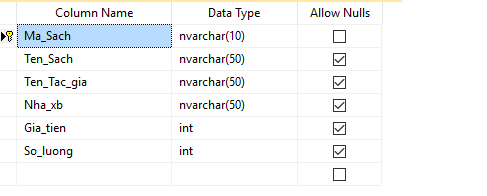 Column Name Data Type Allow Nulls
Ma_Sach nvarchar(10)
Ten_Sach nvarchar(50)
Ten_Tac_gia nvarchar(50)
Nha_xb nvarchar(50)
Gia_tien int
So_luong int